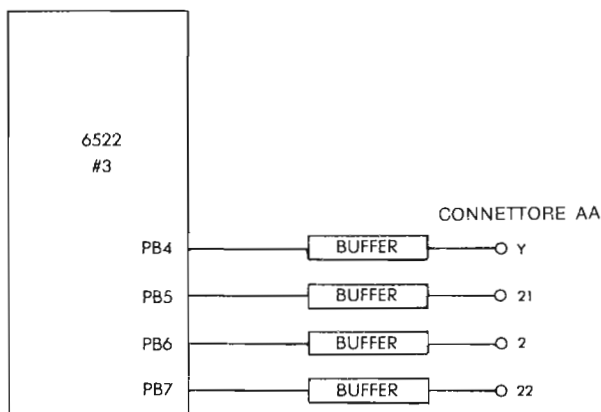 6522
#3
CONNETTORE AA
PB4 BUFFER Y
PB5 BUFFER 21
PB6 BUFFER 2
PB7 BUFFER 22